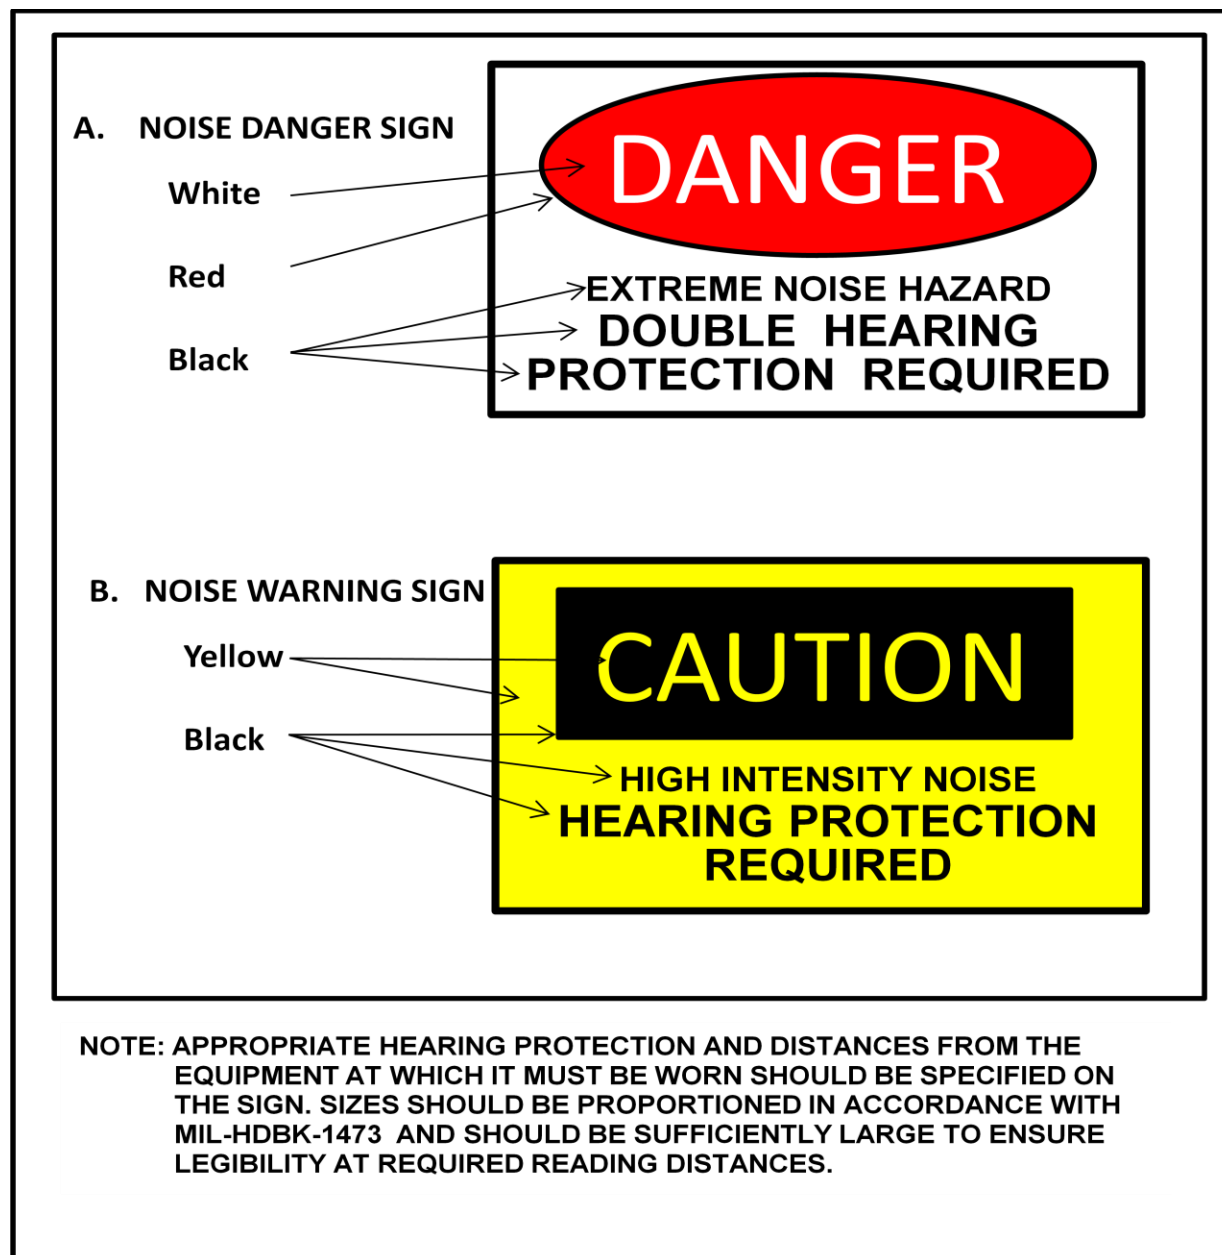 A. NOISE DANGER SIGN
White
Red
Black
DANGER
EXTREME NOISE HAZARD
DOUBLE HEARING
PROTECTION REQUIRED
B. NOISE WARNING SIGN
Yellow
Black
CAUTION
HIGH INTENSITY NOISE
HEARING PROTECTION
REQUIRED
NOTE: APPROPRIATE HEARING PROTECTION AND DISTANCES FROM THE
EQUIPMENT AT WHICH IT MUST BE WORN SHOULD BE SPECIFIED ON
THE SIGN. SIZES SHOULD BE PROPORTIONED IN ACCORDANCE WITH
MIL-HDBK-1473 AND SHOULD BE SUFFICIENTLY LARGE TO ENSURE
LEGIBILITY AT REQUIRED READING DISTANCES.